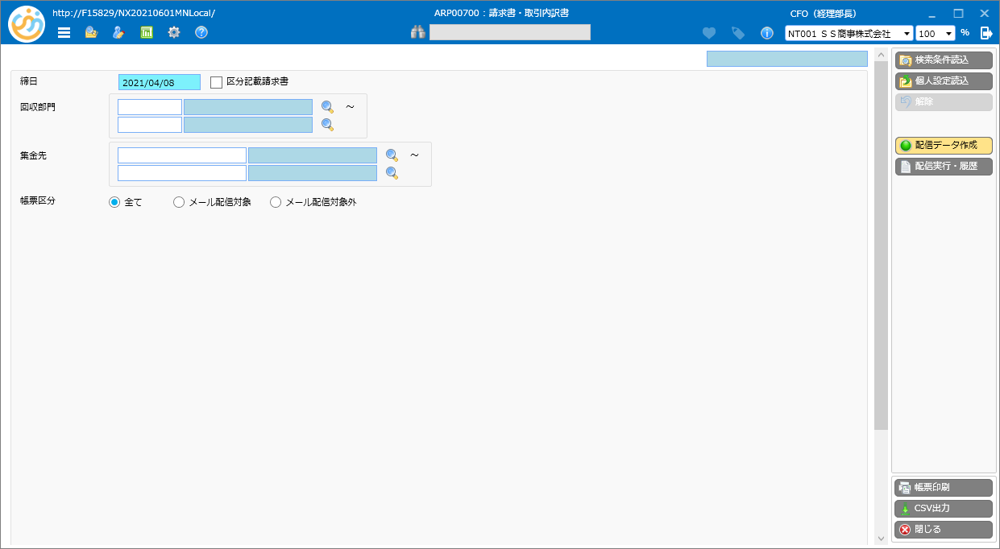 http://F15829/NX20210601MNLocal/
ARP00700：請求書・取引内訳書
CFO（経理部長）
NT001 ＳＳ商事株式会社
100
%
締日
2021/04/08
区分記載請求書
回収部門
～
集金先
～
帳票区分
全て
メール配信対象
メール配信対象外
検索条件読込
個人設定読込
解除
配信データ作成
配信実行・履歴
帳票印刷
CSV出力
閉じる